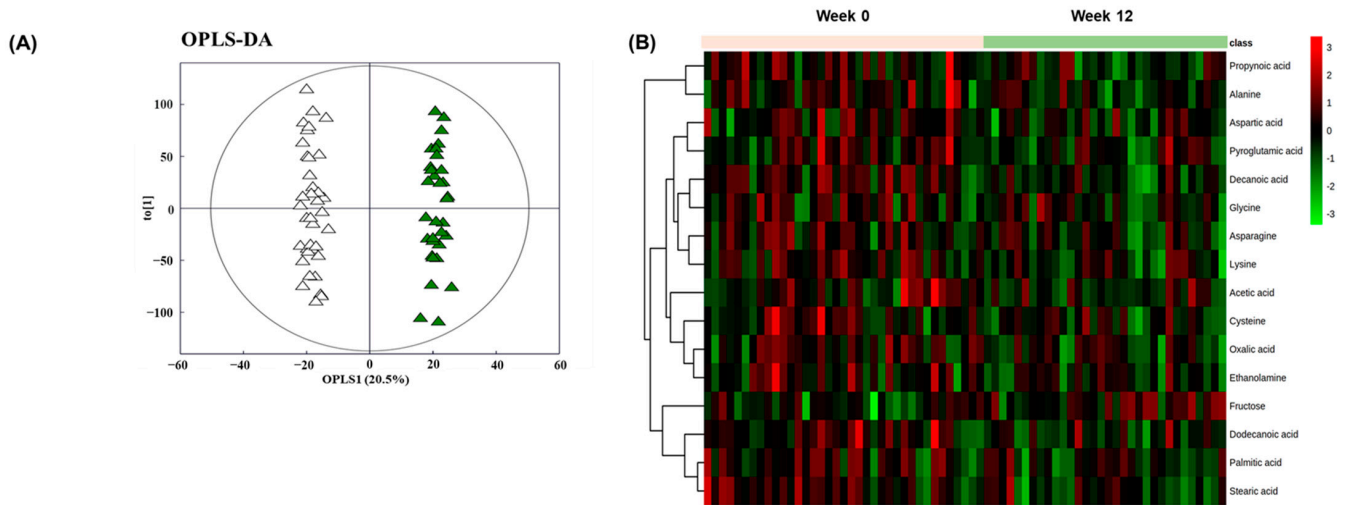 (A)
OPLS-DA
to[1]
100
50
0
−50
−100
−60
−40
−20
0
20
40
60
OPLS1 (20.5%)
(B)
Week 0
Week 12
class
Propynoic acid
Alanine
Aspartic acid
Pyroglutamic acid
Decanoic acid
Glycine
Asparagine
Lysine
Acetic acid
Cysteine
Oxalic acid
Ethanolamine
Fructose
Dodecanoic acid
Palmitic acid
Stearic acid
3
2
1
0
-1
-2
-3